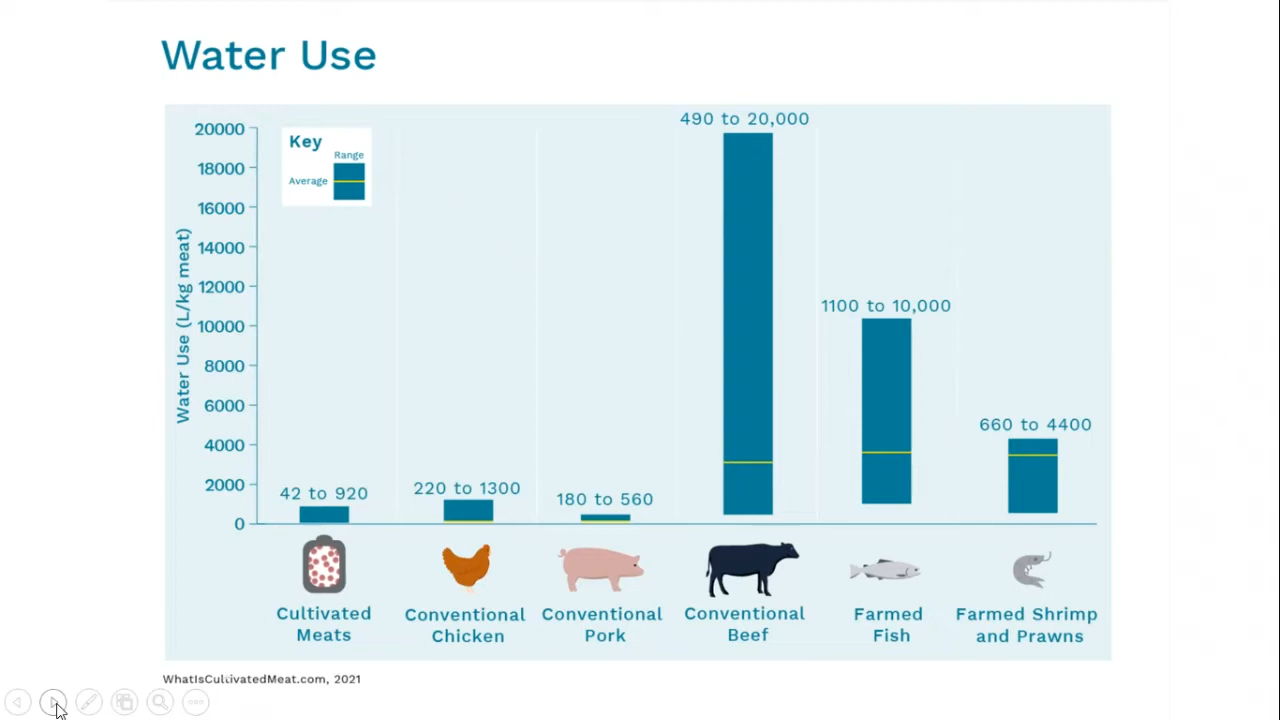 Water Use
490 to 20,000
20000
Key
Range
18000
Average
16000
14000
12000
1100 to 10,000
10000
8000
6000
660 to 4400
4000
42 to 920
220 to 1300
180 to 560
2000
0
Water Use (L/kg meat)
Cultivated
Meats
Conventional
Chicken
Conventional
Pork
Conventional
Beef
Farmed
Fish
Farmed Shrimp
and Prawns
WhatIsCultivatedMeat.com, 2021